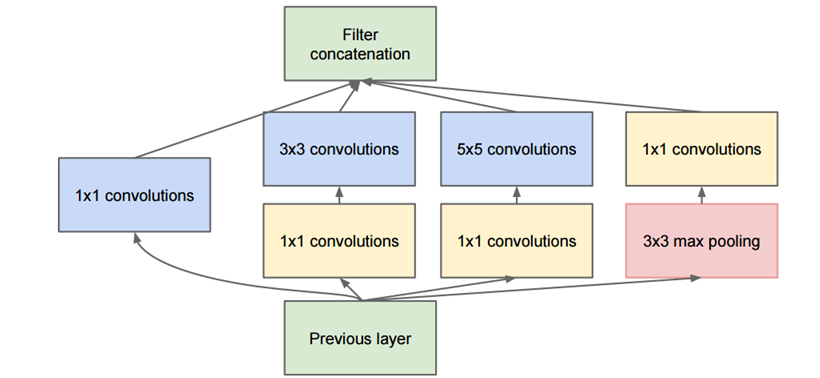 Filter
concatenation
3x3 convolutions
5x5 convolutions
1x1 convolutions
1x1 convolutions
1x1 convolutions
1x1 convolutions
3x3 max pooling
Previous layer